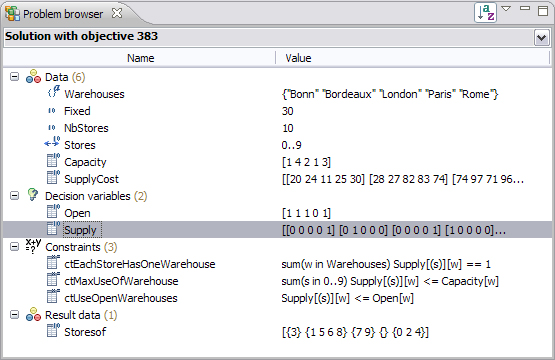 Problem browser
Solution with objective 383
Name Value
Data (6)
Warehouses {"Bonn" "Bordeaux" "London" "Paris" "Rome"}
Fixed 30
NbStores 10
Stores 0..9
Capacity [1 4 2 1 3]
SupplyCost [[20 24 11 25 30] [28 27 82 83 74] [74 97 71 96...
Decision variables (2)
Open [1 1 1 0 1]
Supply [[0 0 0 0 1] [0 1 0 0 0] [0 0 0 0 1] [1 0 0 0 0]...
Constraints (3)
ctEachStoreHasOneWarehouse sum(w in Warehouses) Supply[(s)][w] == 1
ctMaxUseOfWarehouse sum(s in 0..9) Supply[(s)][w] <= Capacity[w]
ctUseOpenWarehouses Supply[(s)][w] <= Open[w]
Result data (1)
Storesof [{3} {1 5 6 8} {7 9} {} {0 2 4}]